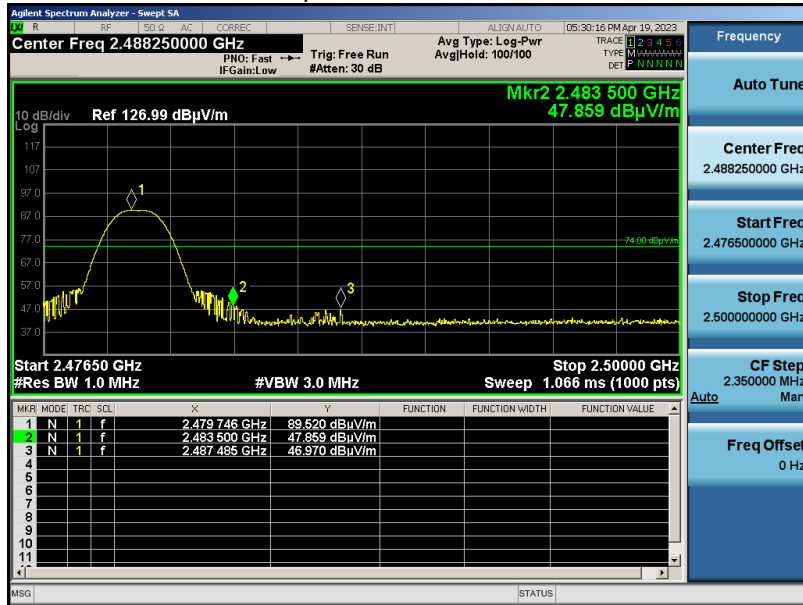 Agilent Spectrum Analyzer - Swept SA
LXI R RF 50 Ω AC CORREC SENSE:INT ALIGN AUTO 05:30:16 PM Apr 19, 2023
Center Freq 2.488250000 GHz
PNO: Fast
IFGain:Low
Trig: Free Run
#Atten: 30 dB
Avg Type: Log-Pwr
Avg|Hold: 100/100
TRACE 1 2 3 4 5 6
TYPE M
DET P N N N N N
Mkr2 2.483 500 GHz
47.859 dBµV/m
10 dB/div Ref 126.99 dBµV/m
Log
117
107
97.0
87.0
77.0
67.0
57.0
47.0
37.0
1
2
3
74.00 dBµV/m
Start 2.47650 GHz Stop 2.50000 GHz
#Res BW 1.0 MHz #VBW 3.0 MHz Sweep 1.066 ms (1000 pts)
MKR MODE TRC SCL X Y FUNCTION FUNCTION WIDTH FUNCTION VALUE
1 N 1 f 2.479 746 GHz 89.520 dBµV/m
2 N 1 f 2.483 500 GHz 47.859 dBµV/m
3 N 1 f 2.487 485 GHz 46.970 dBµV/m
4
5
6
7
8
9
10
11
MSG STATUS
Frequency
Auto Tune
Center Freq
2.488250000 GHz
Start Freq
2.476500000 GHz
Stop Freq
2.500000000 GHz
CF Step
2.350000 MHz
Auto Man
Freq Offset
0 Hz